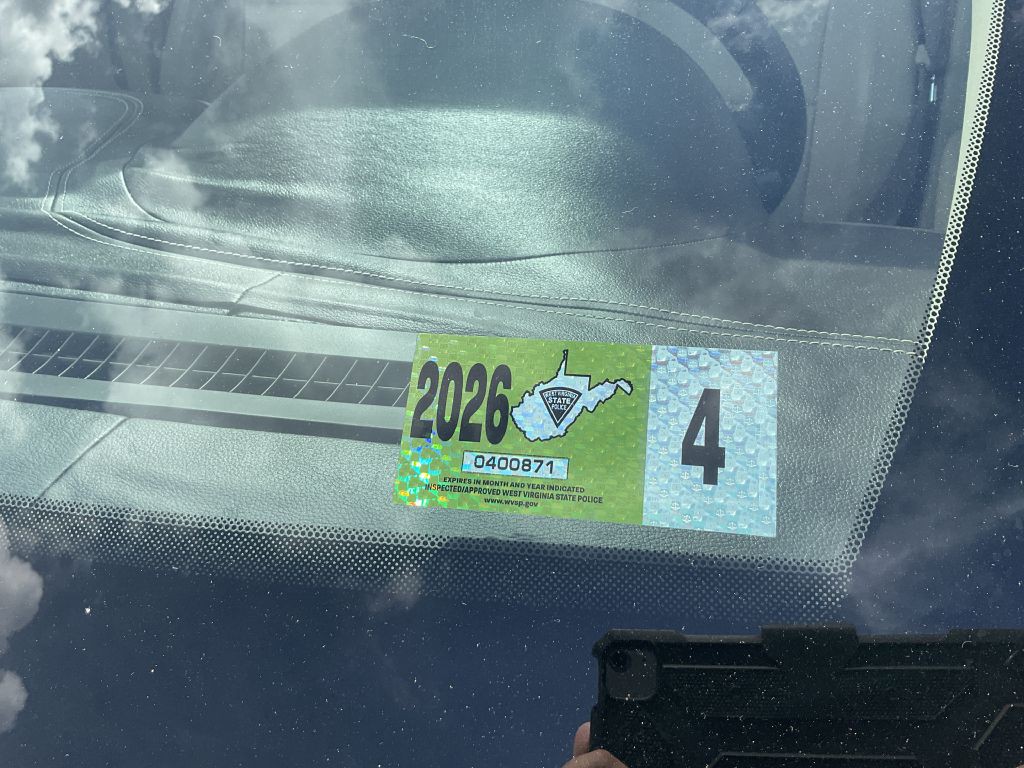 2026
WEST VIRGINIA
STATE
POLICE
4
0400871
EXPIRES IN MONTH AND YEAR INDICATED
INSPECTED/APPROVED WEST VIRGINIA STATE POLICE
www.wvsp.gov